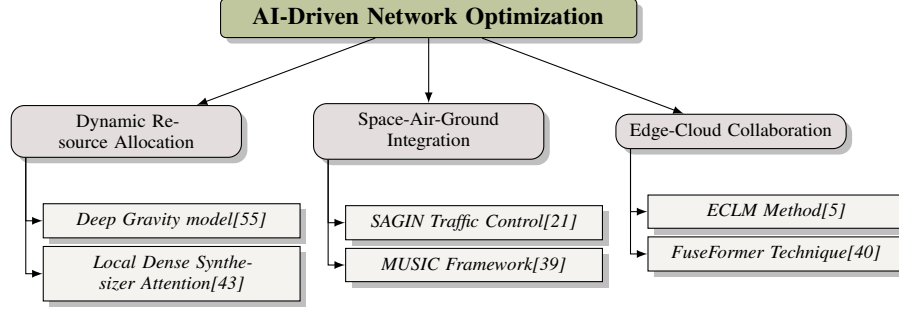 AI-Driven Network Optimization
Dynamic Re-
source Allocation
Space-Air-Ground
Integration
Edge-Cloud Collaboration
Deep Gravity model[55]
Local Dense Synthe-
sizer Attention[43]
SAGIN Traffic Control[21]
MUSIC Framework[39]
ECLM Method[5]
FuseFormer Technique[40]